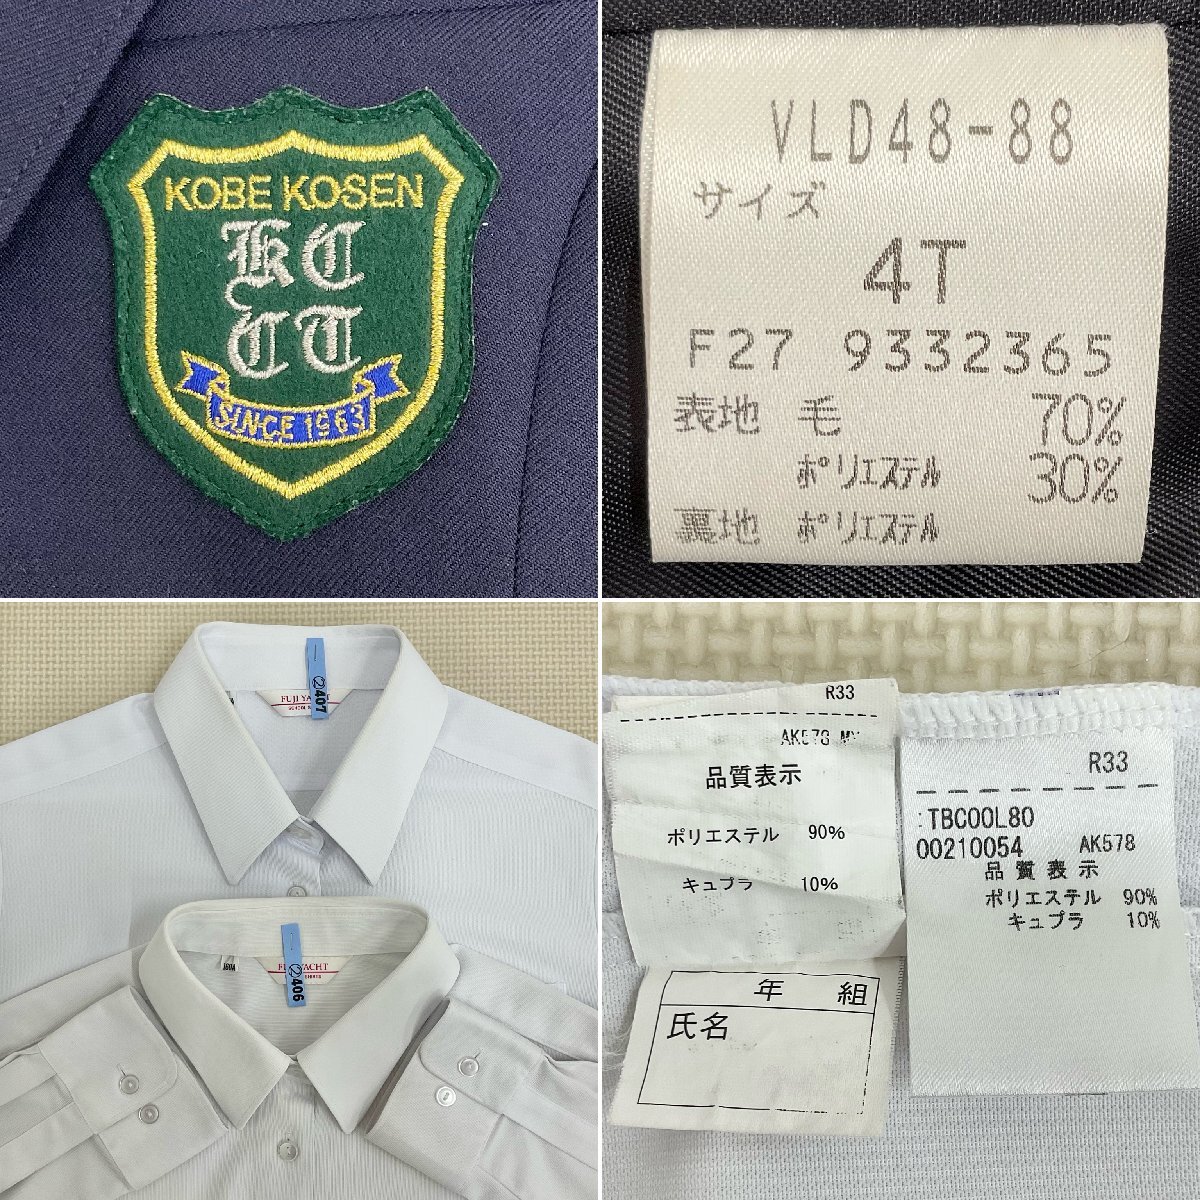 KOBE KOSEN
KC
CT
SINCE 1963
VLD48-88
サイズ
4T
F27 9332365
表地 毛 70%
ポリエステル 30%
裏地 ポリエステル
FUJI YACHT
②407
180A
②406
R33
AK578
品質表示
ポリエステル 90%
キュプラ 10%
年 組
氏名
R33
:TBC00L80
00210054 AK578
品質表示
ポリエステル 90%
キュプラ 10%